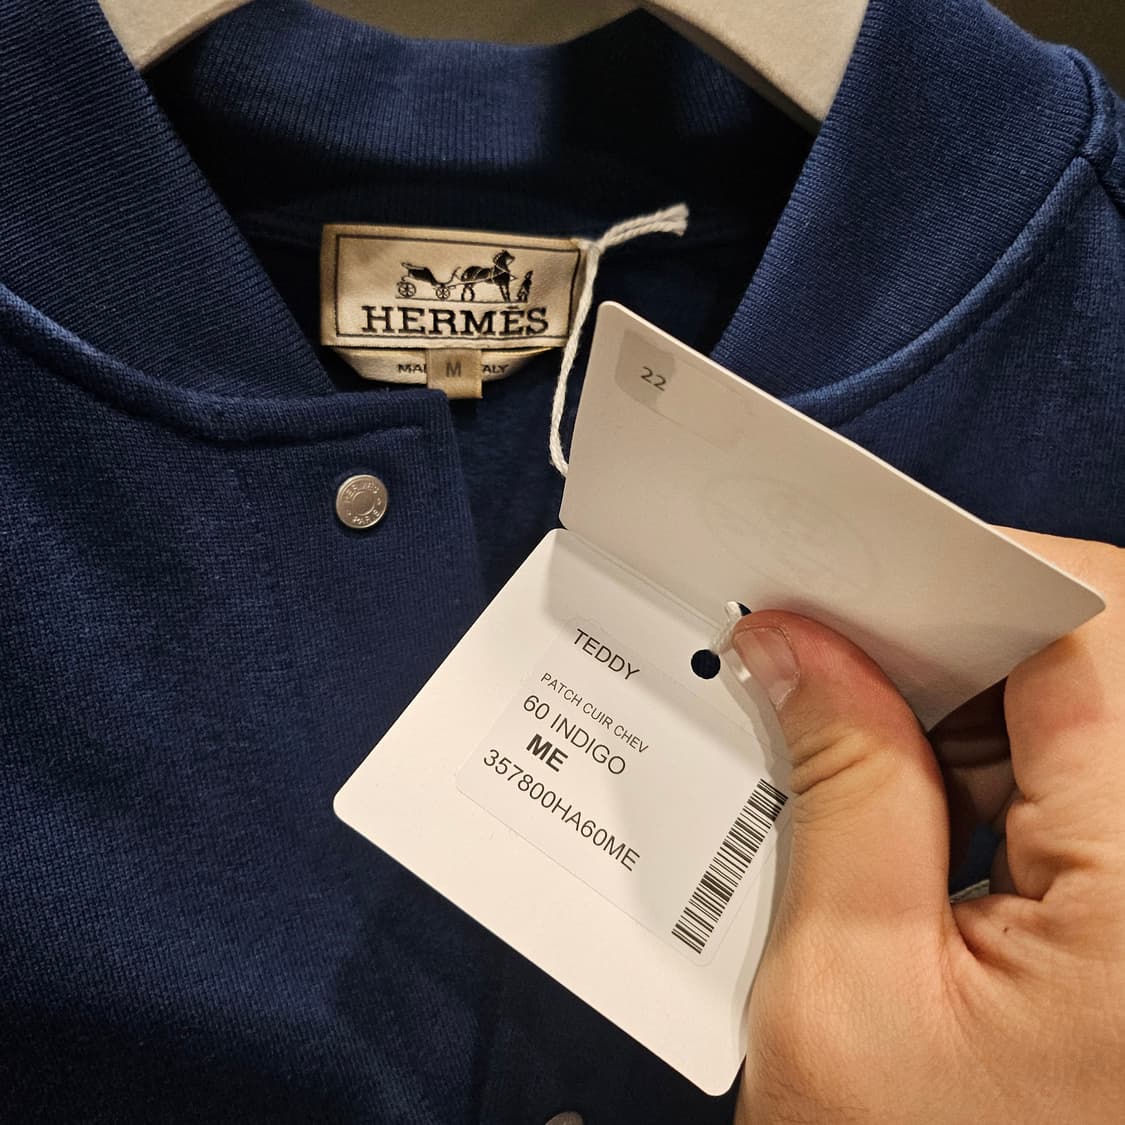 HERMÈS
M
22
TEDDY
PATCH CUIR CHEV
60 INDIGO
ME
357800HA60ME